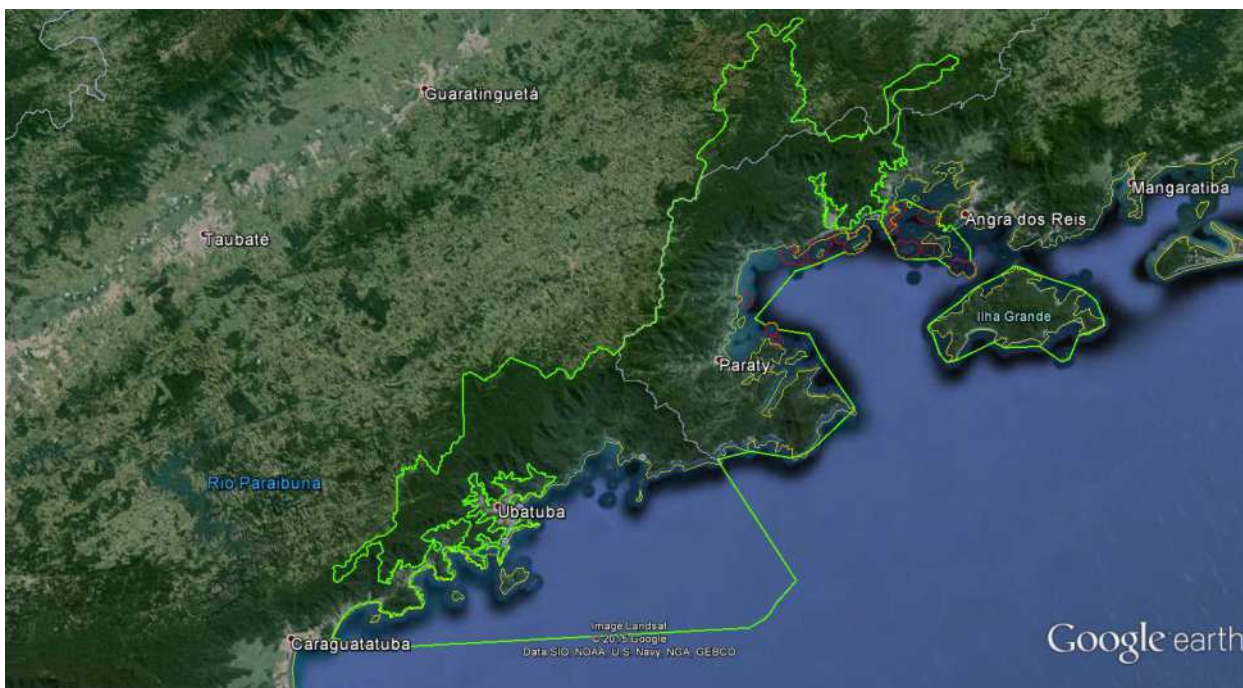 Guaratinguetá
Mangaratiba
Angra dos Reis
Taubaté
Ilha Grande
Paraty
Rio Paraibuna
Ubatuba
Caraguatatuba
Image Landsat
© 2015 Google
Data SIO, NOAA, U.S. Navy, NGA, GEBCO
Google earth